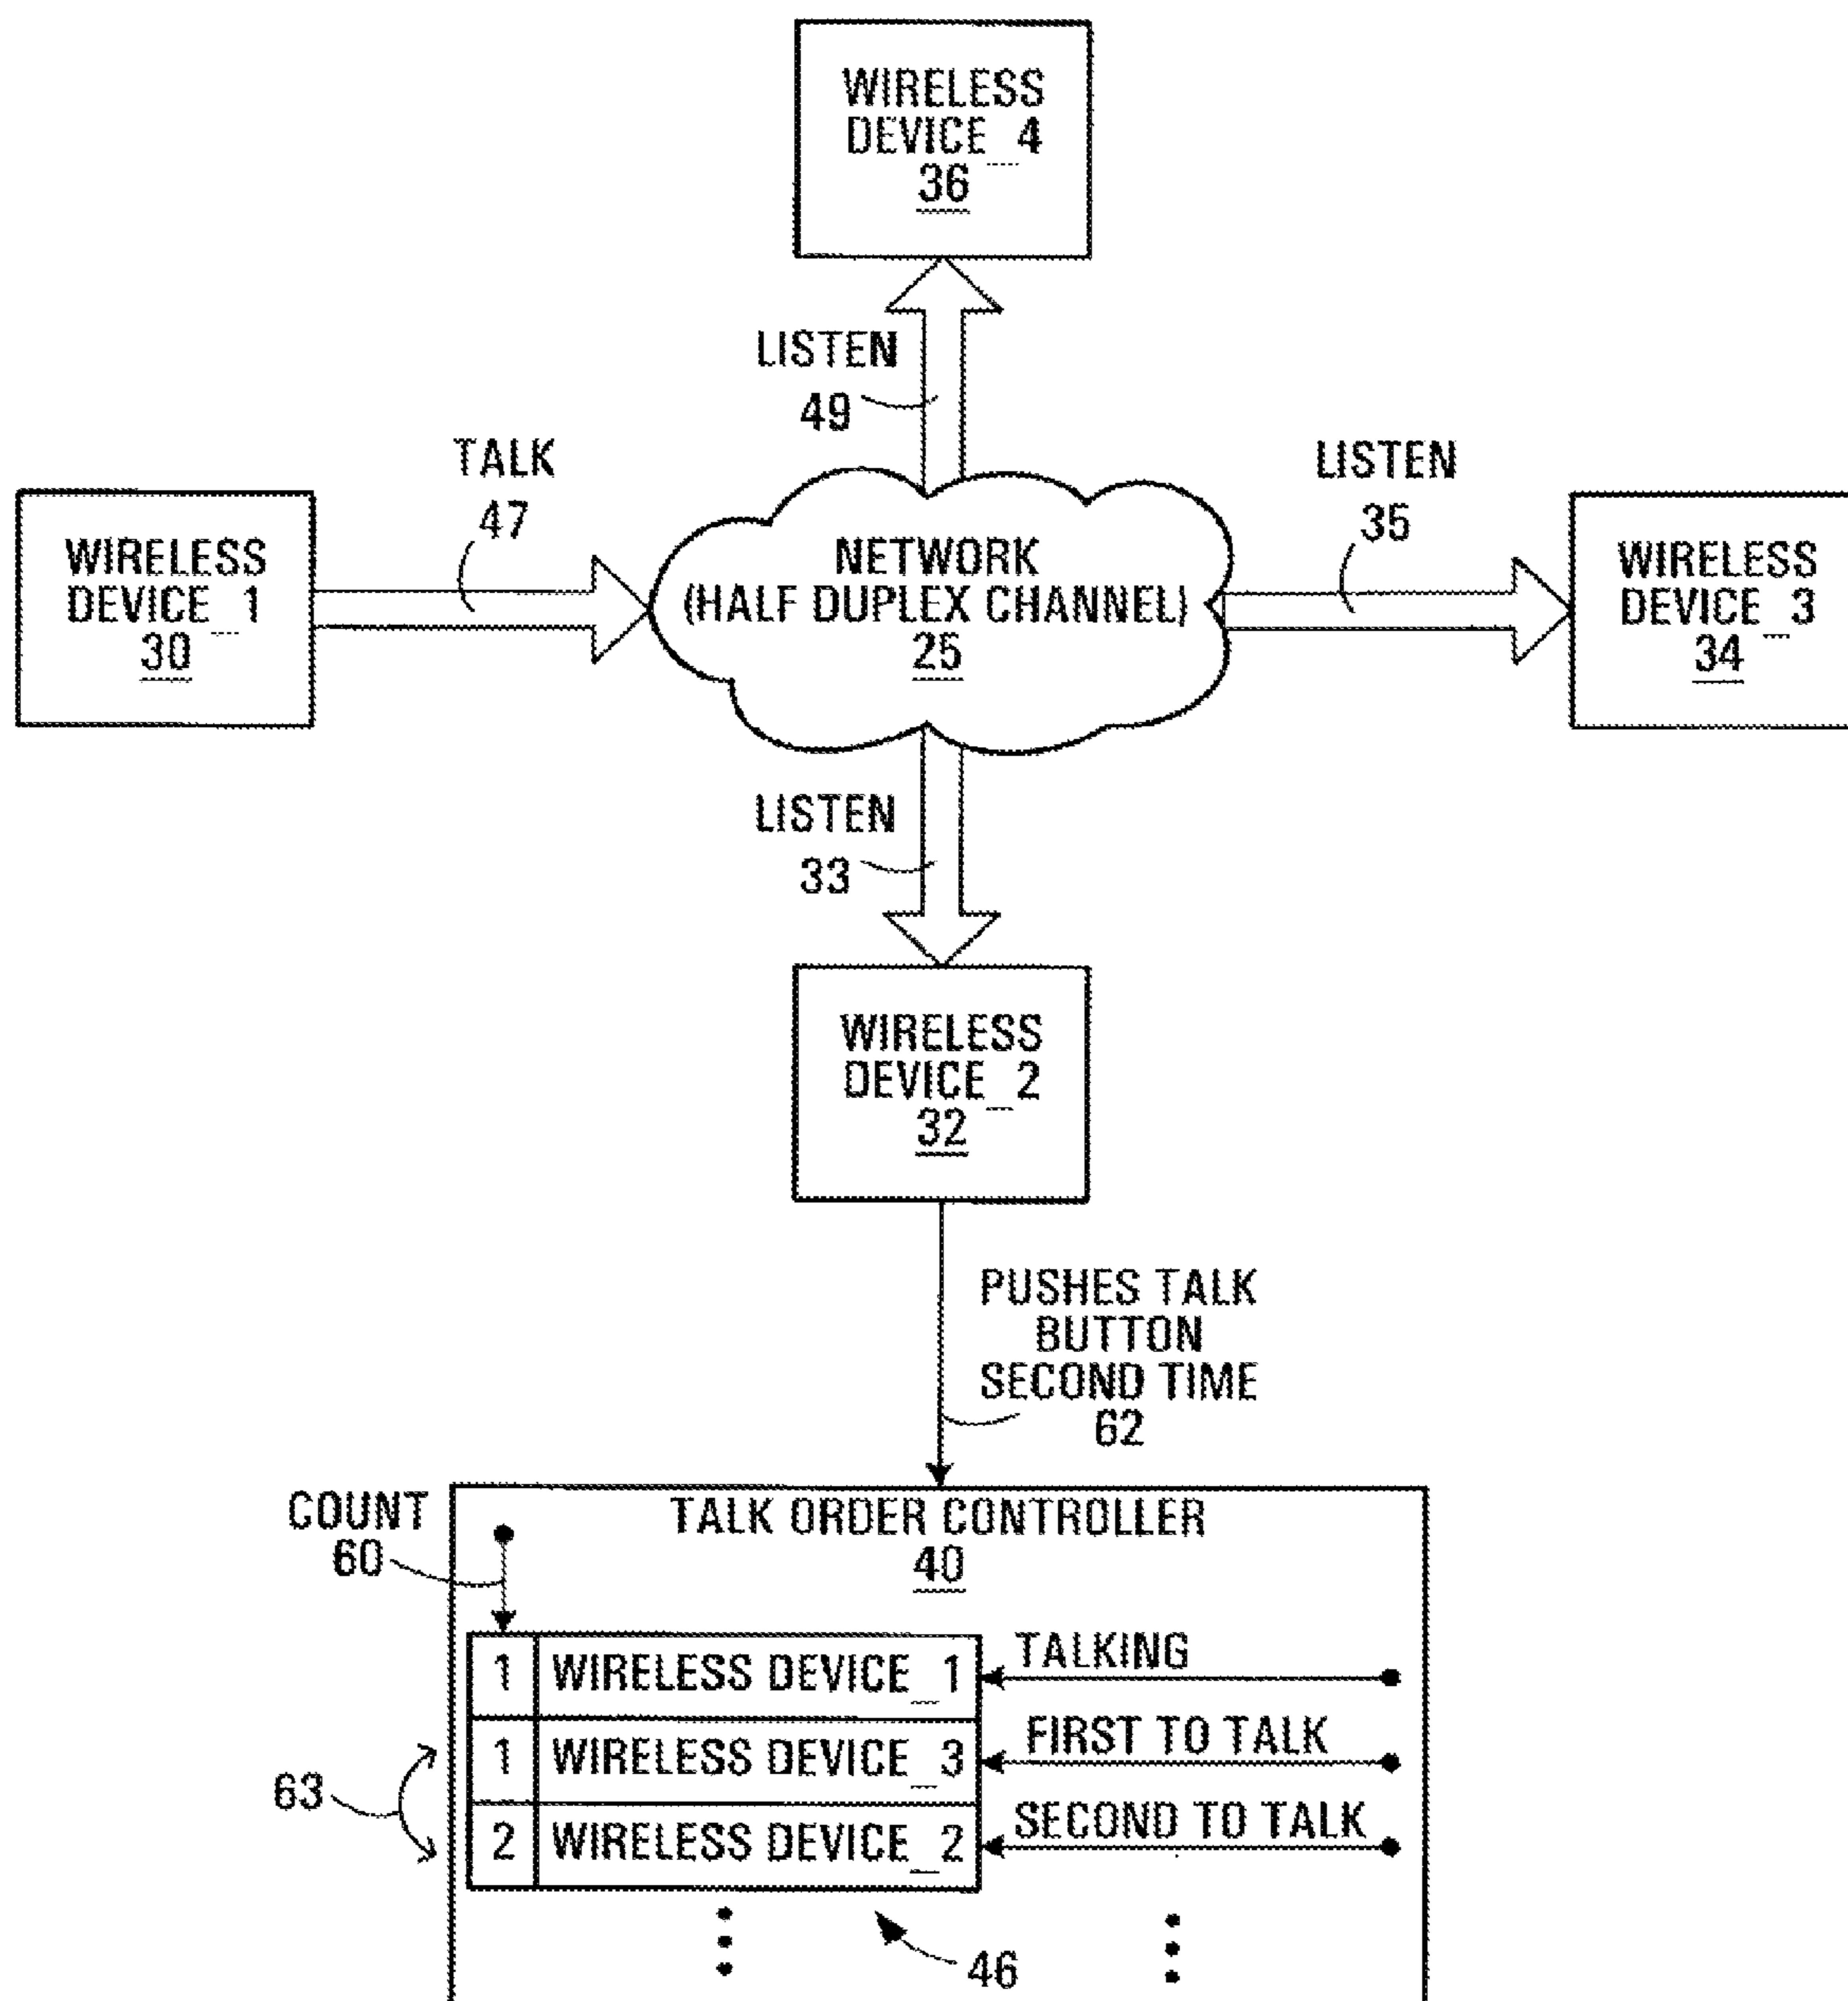 WIRELESS
DEVICE_4
36
LISTEN
49
TALK
47
LISTEN
35
WIRELESS
DEVICE_1
30
NETWORK
(HALF DUPLEX CHANNEL)
25
WIRELESS
DEVICE_3
34
LISTEN
33
WIRELESS
DEVICE_2
32
PUSHES TALK
BUTTON
SECOND TIME
62
COUNT
60
TALK ORDER CONTROLLER
40
1 WIRELESS DEVICE_1 TALKING
1 WIRELESS DEVICE_3 FIRST TO TALK
63
2 WIRELESS DEVICE_2 SECOND TO TALK
46